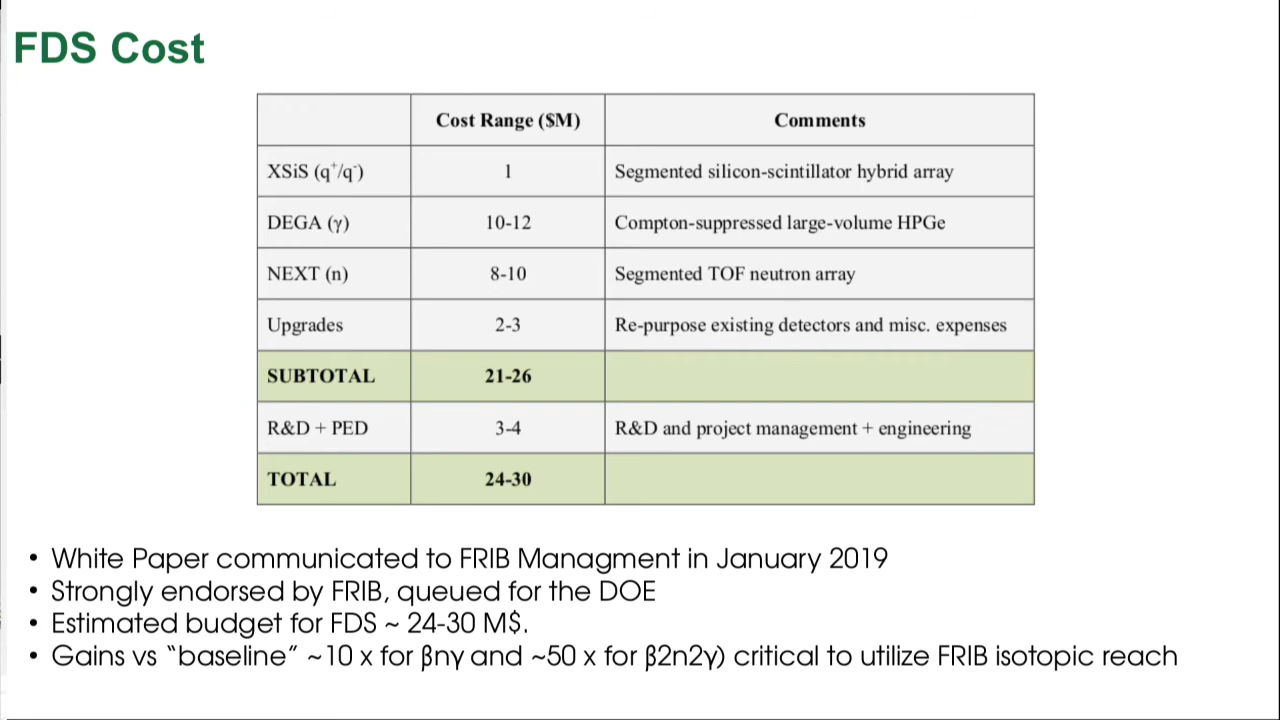 FDS Cost
Cost Range ($M) Comments
XSiS (q⁺/q⁻) 1 Segmented silicon-scintillator hybrid array
DEGA (γ) 10-12 Compton-suppressed large-volume HPGe
NEXT (n) 8-10 Segmented TOF neutron array
Upgrades 2-3 Re-purpose existing detectors and misc. expenses
SUBTOTAL 21-26
R&D + PED 3-4 R&D and project management + engineering
TOTAL 24-30
• White Paper communicated to FRIB Managment in January 2019
• Strongly endorsed by FRIB, queued for the DOE
• Estimated budget for FDS ~ 24-30 M$.
• Gains vs “baseline” ~10 x for βnγ and ~50 x for β2n2γ) critical to utilize FRIB isotopic reach